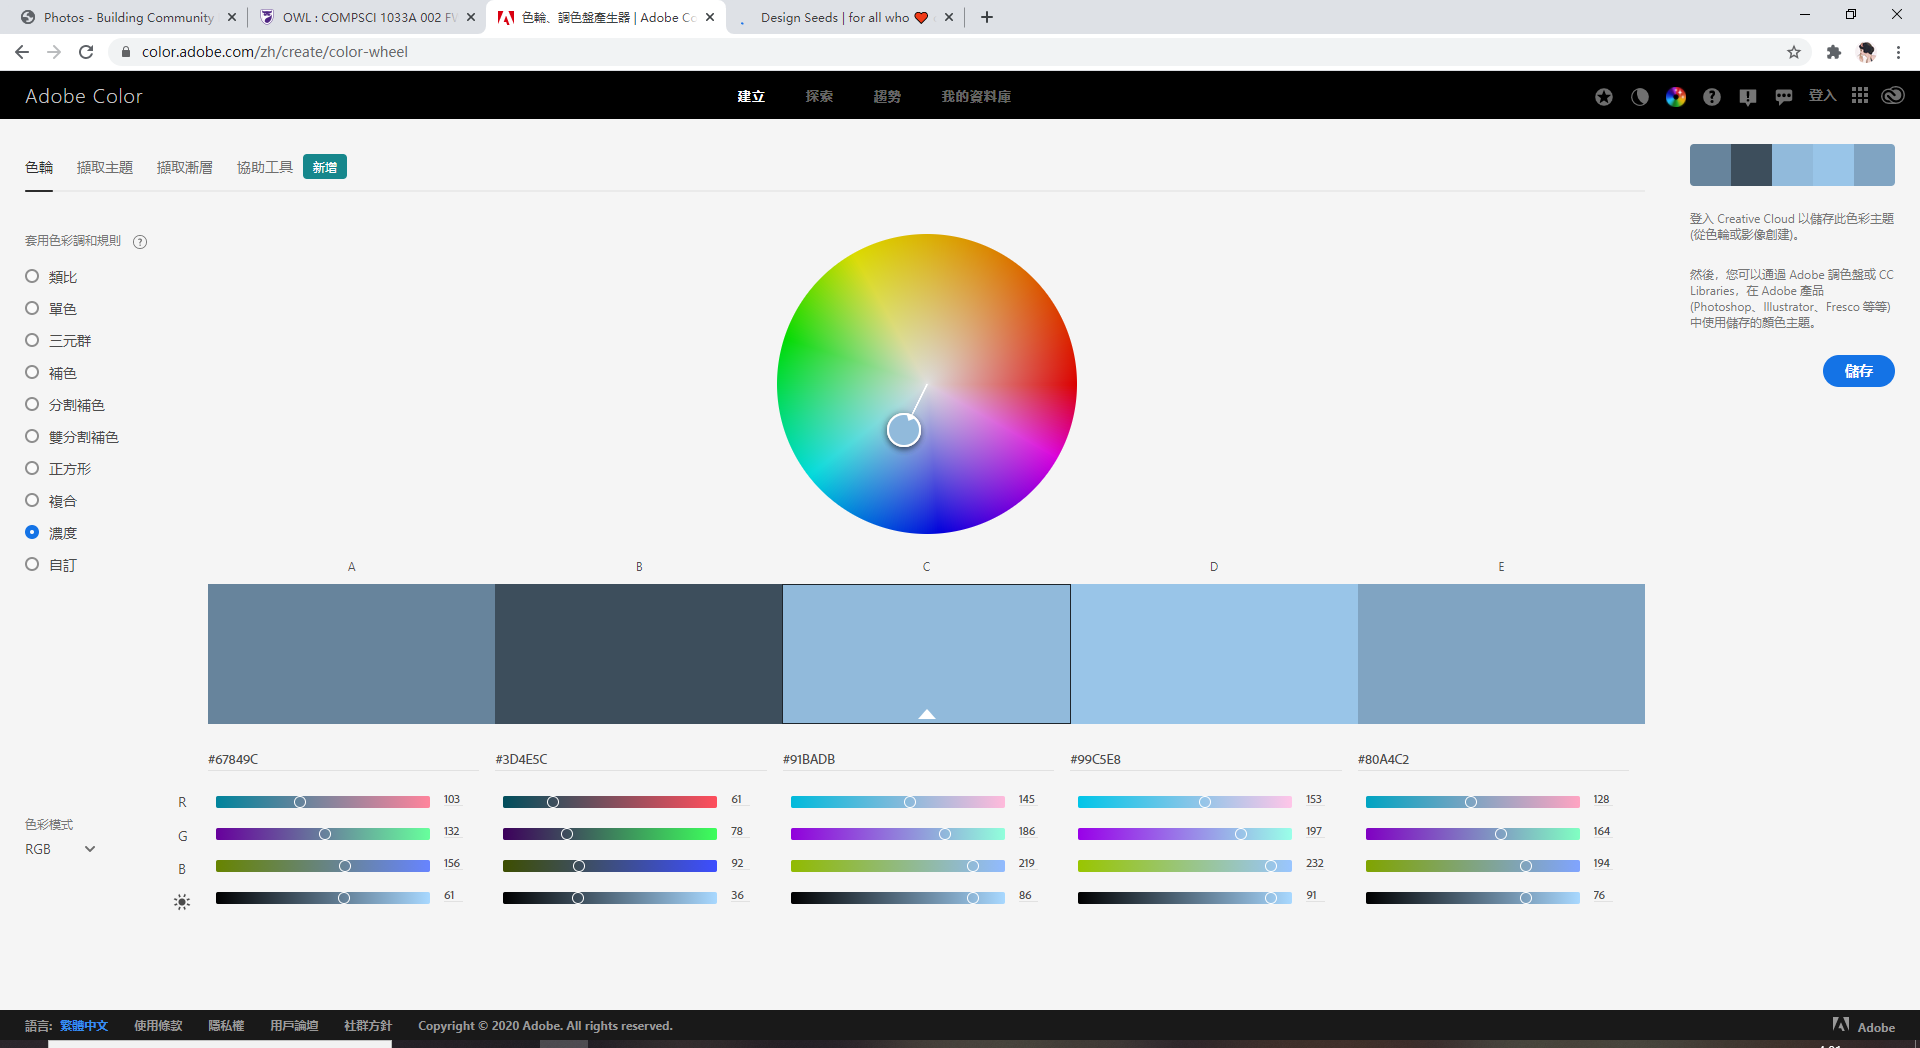 Photos - Building Community
OWL : COMPSCI 1033A 002 FW
色輪、調色盤產生器 | Adobe Co
Design Seeds | for all who ❤️
color.adobe.com/zh/create/color-wheel
Adobe Color
建立
探索
趨勢
我的資料庫
登入
色輪
擷取主題
擷取漸層
協助工具
新增
登入 Creative Cloud 以儲存此色彩主題
(從色輪或影像創建)。
然後，您可以通過 Adobe 調色盤或 CC
Libraries，在 Adobe 產品
(Photoshop、Illustrator、Fresco 等等)
中使用儲存的顏色主題。
儲存
套用色彩調和規則 ?
類比
單色
三元群
補色
分割補色
雙分割補色
正方形
複合
濃度
自訂
A
B
C
D
E
#67849C
#3D4E5C
#91BADB
#99C5E8
#80A4C2
R
103
61
145
153
128
G
132
78
186
197
164
B
156
92
219
232
194
61
36
86
91
76
色彩模式
RGB
語言: 繁體中文
使用條款
隱私權
用戶論壇
社群方針
Copyright © 2020 Adobe. All rights reserved.
Adobe